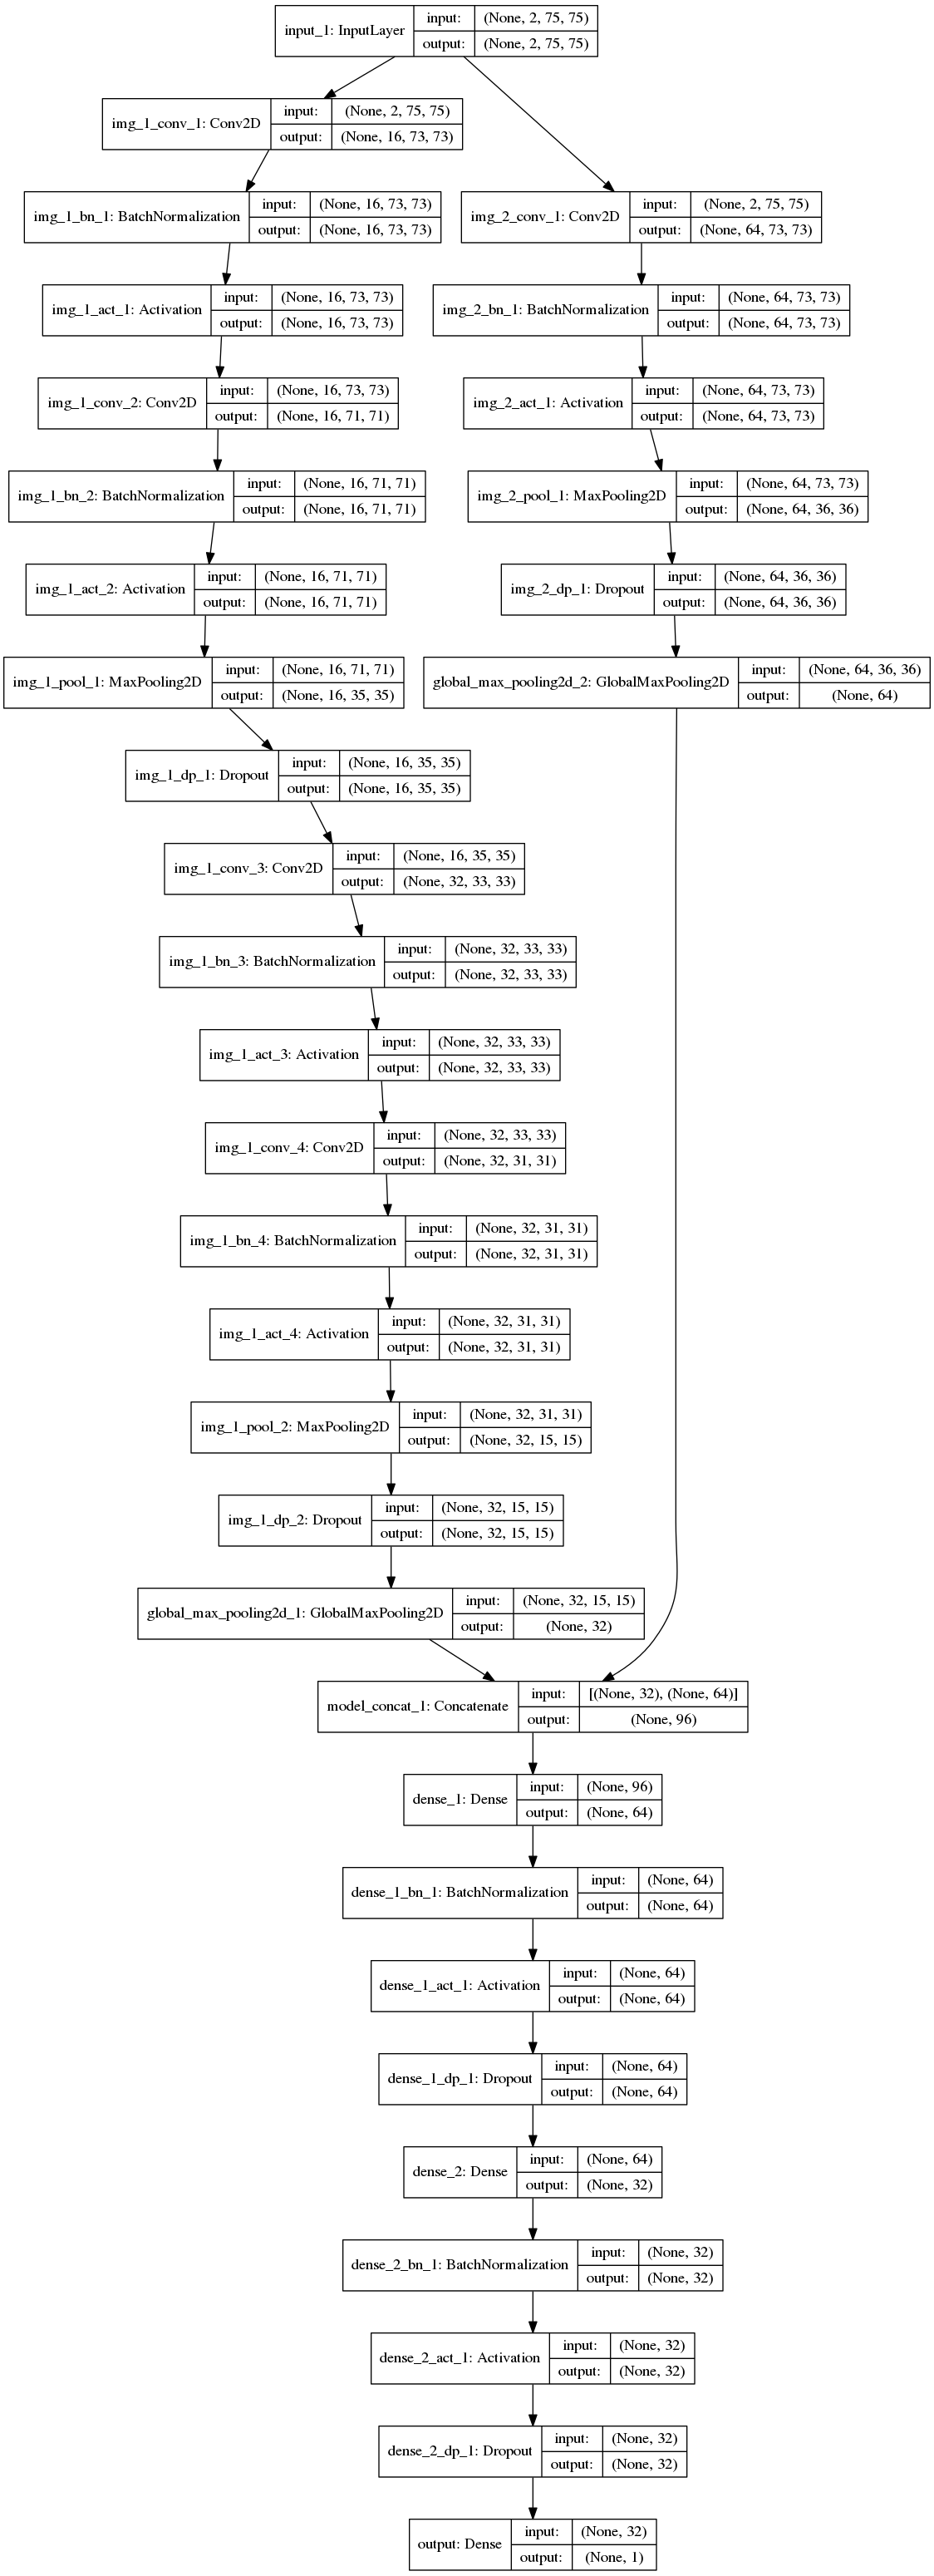 input_1: InputLayer
input: (None, 2, 75, 75)
output: (None, 2, 75, 75)
img_1_conv_1: Conv2D
input: (None, 2, 75, 75)
output: (None, 16, 73, 73)
img_1_bn_1: BatchNormalization
input: (None, 16, 73, 73)
output: (None, 16, 73, 73)
img_2_conv_1: Conv2D
input: (None, 2, 75, 75)
output: (None, 64, 73, 73)
img_1_act_1: Activation
input: (None, 16, 73, 73)
output: (None, 16, 73, 73)
img_2_bn_1: BatchNormalization
input: (None, 64, 73, 73)
output: (None, 64, 73, 73)
img_1_conv_2: Conv2D
input: (None, 16, 73, 73)
output: (None, 16, 71, 71)
img_2_act_1: Activation
input: (None, 64, 73, 73)
output: (None, 64, 73, 73)
img_1_bn_2: BatchNormalization
input: (None, 16, 71, 71)
output: (None, 16, 71, 71)
img_2_pool_1: MaxPooling2D
input: (None, 64, 73, 73)
output: (None, 64, 36, 36)
img_1_act_2: Activation
input: (None, 16, 71, 71)
output: (None, 16, 71, 71)
img_2_dp_1: Dropout
input: (None, 64, 36, 36)
output: (None, 64, 36, 36)
img_1_pool_1: MaxPooling2D
input: (None, 16, 71, 71)
output: (None, 16, 35, 35)
global_max_pooling2d_2: GlobalMaxPooling2D
input: (None, 64, 36, 36)
output: (None, 64)
img_1_dp_1: Dropout
input: (None, 16, 35, 35)
output: (None, 16, 35, 35)
img_1_conv_3: Conv2D
input: (None, 16, 35, 35)
output: (None, 32, 33, 33)
img_1_bn_3: BatchNormalization
input: (None, 32, 33, 33)
output: (None, 32, 33, 33)
img_1_act_3: Activation
input: (None, 32, 33, 33)
output: (None, 32, 33, 33)
img_1_conv_4: Conv2D
input: (None, 32, 33, 33)
output: (None, 32, 31, 31)
img_1_bn_4: BatchNormalization
input: (None, 32, 31, 31)
output: (None, 32, 31, 31)
img_1_act_4: Activation
input: (None, 32, 31, 31)
output: (None, 32, 31, 31)
img_1_pool_2: MaxPooling2D
input: (None, 32, 31, 31)
output: (None, 32, 15, 15)
img_1_dp_2: Dropout
input: (None, 32, 15, 15)
output: (None, 32, 15, 15)
global_max_pooling2d_1: GlobalMaxPooling2D
input: (None, 32, 15, 15)
output: (None, 32)
model_concat_1: Concatenate
input: [(None, 32), (None, 64)]
output: (None, 96)
dense_1: Dense
input: (None, 96)
output: (None, 64)
dense_1_bn_1: BatchNormalization
input: (None, 64)
output: (None, 64)
dense_1_act_1: Activation
input: (None, 64)
output: (None, 64)
dense_1_dp_1: Dropout
input: (None, 64)
output: (None, 64)
dense_2: Dense
input: (None, 64)
output: (None, 32)
dense_2_bn_1: BatchNormalization
input: (None, 32)
output: (None, 32)
dense_2_act_1: Activation
input: (None, 32)
output: (None, 32)
dense_2_dp_1: Dropout
input: (None, 32)
output: (None, 32)
output: Dense
input: (None, 32)
output: (None, 1)